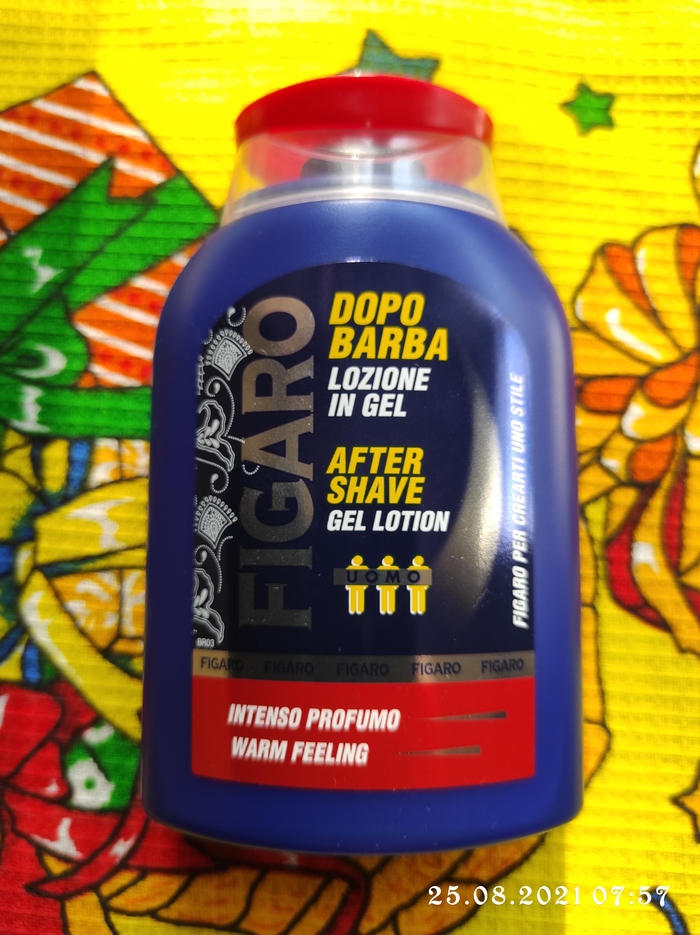 FIGARO
DOPO
BARBA
LOZIONE
IN GEL
AFTER
SHAVE
GEL LOTION
UOMO
FIGARO PER CREARTI UNO STILE
BR03
FIGARO FIGARO FIGARO FIGARO FIGARO
INTENSO PROFUMO
WARM FEELING
25.08.2021 07:57